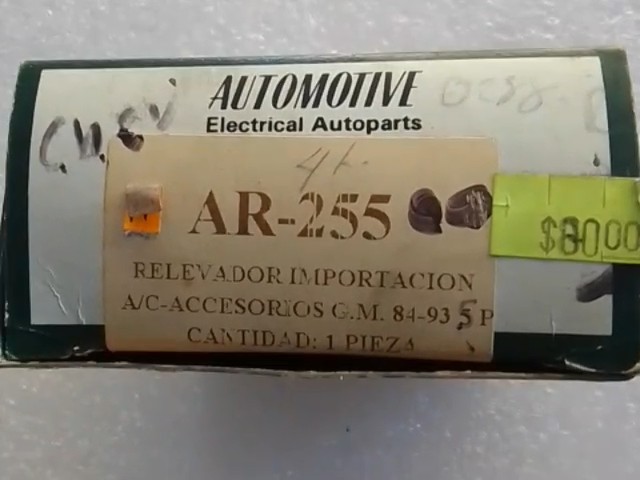 AUTOMOTIVE
Electrical Autoparts
AR-255
RELEVADOR IMPORTACION
A/C-ACCESORIOS G.M. 84-93 5 P
CANTIDAD: 1 PIEZA